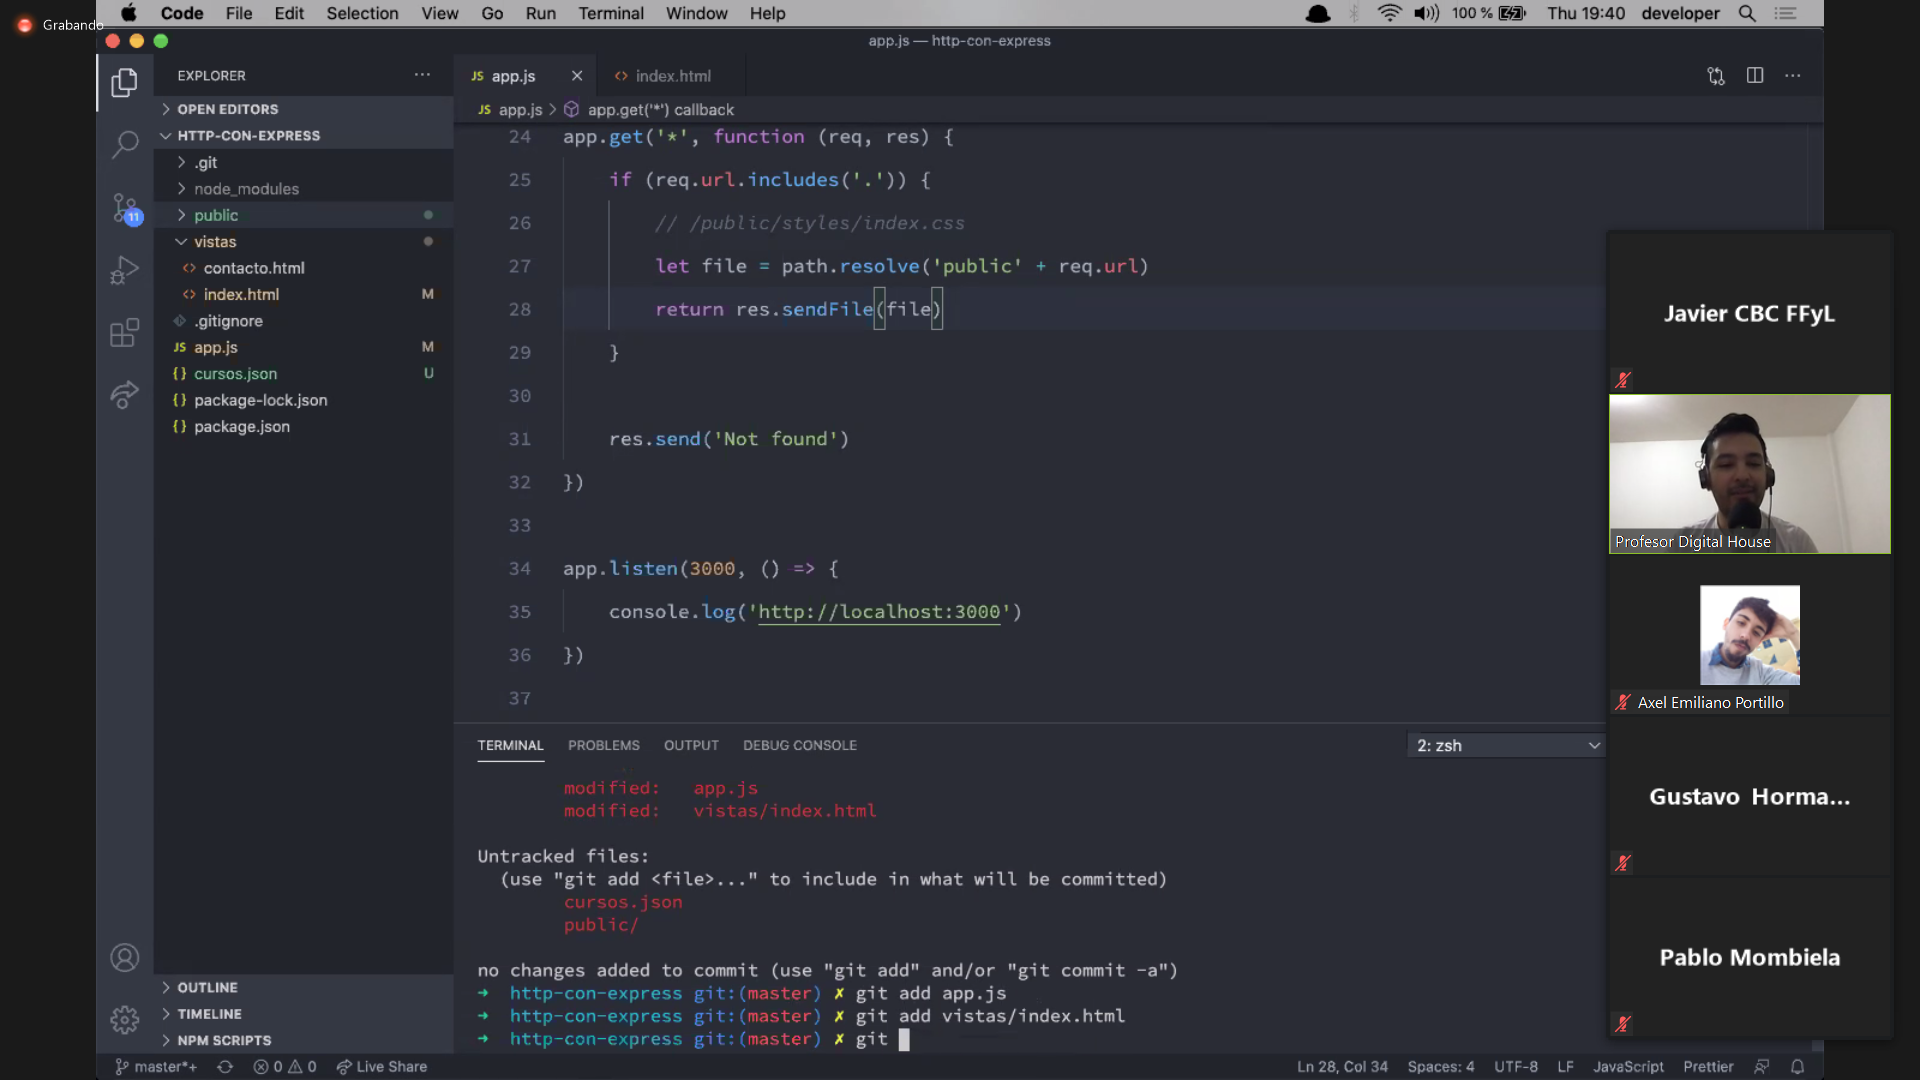 Grabando
Code File Edit Selection View Go Run Terminal Window Help
100 % Thu 19:40 developer
app.js — http-con-express
EXPLORER
OPEN EDITORS
HTTP-CON-EXPRESS
.git
node_modules
public
vistas
contacto.html
index.html M
.gitignore
JS app.js M
{} cursos.json U
{} package-lock.json
{} package.json
OUTLINE
TIMELINE
NPM SCRIPTS
11
JS app.js × <> index.html
JS app.js > app.get('*') callback
24 app.get('*', function (req, res) {
25 if (req.url.includes('.')) {
26 // /public/styles/index.css
27 let file = path.resolve('public' + req.url)
28 return res.sendFile(file)
29 }
30
31 res.send('Not found')
32 })
33
34 app.listen(3000, () => {
35 console.log('http://localhost:3000')
36 })
37
TERMINAL PROBLEMS OUTPUT DEBUG CONSOLE 2: zsh
modified: app.js
modified: vistas/index.html
Untracked files:
(use "git add <file>..." to include in what will be committed)
cursos.json
public/
no changes added to commit (use "git add" and/or "git commit -a")
➜ http-con-express git:(master) ✗ git add app.js
➜ http-con-express git:(master) ✗ git add vistas/index.html
➜ http-con-express git:(master) ✗ git
master*+ 0 0 Live Share
Ln 28, Col 34 Spaces: 4 UTF-8 LF JavaScript Prettier
Javier CBC FFyL
Profesor Digital House
Axel Emiliano Portillo
Gustavo Horma...
Pablo Mombiela